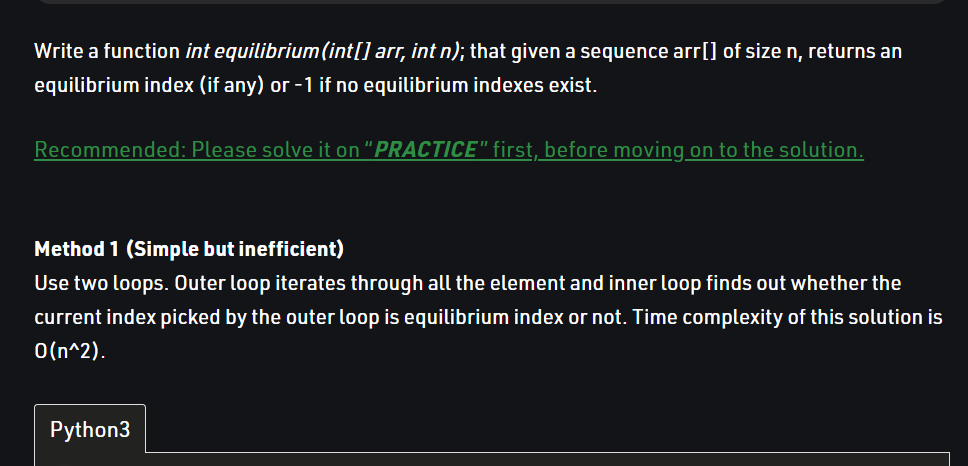 Write a function int equilibrium(int[] arr, int n); that given a sequence arr[] of size n, returns an
equilibrium index (if any) or -1 if no equilibrium indexes exist.
Recommended: Please solve it on “PRACTICE” first, before moving on to the solution.
Method 1 (Simple but inefficient)
Use two loops. Outer loop iterates through all the element and inner loop finds out whether the
current index picked by the outer loop is equilibrium index or not. Time complexity of this solution is
O(n^2).
Python3